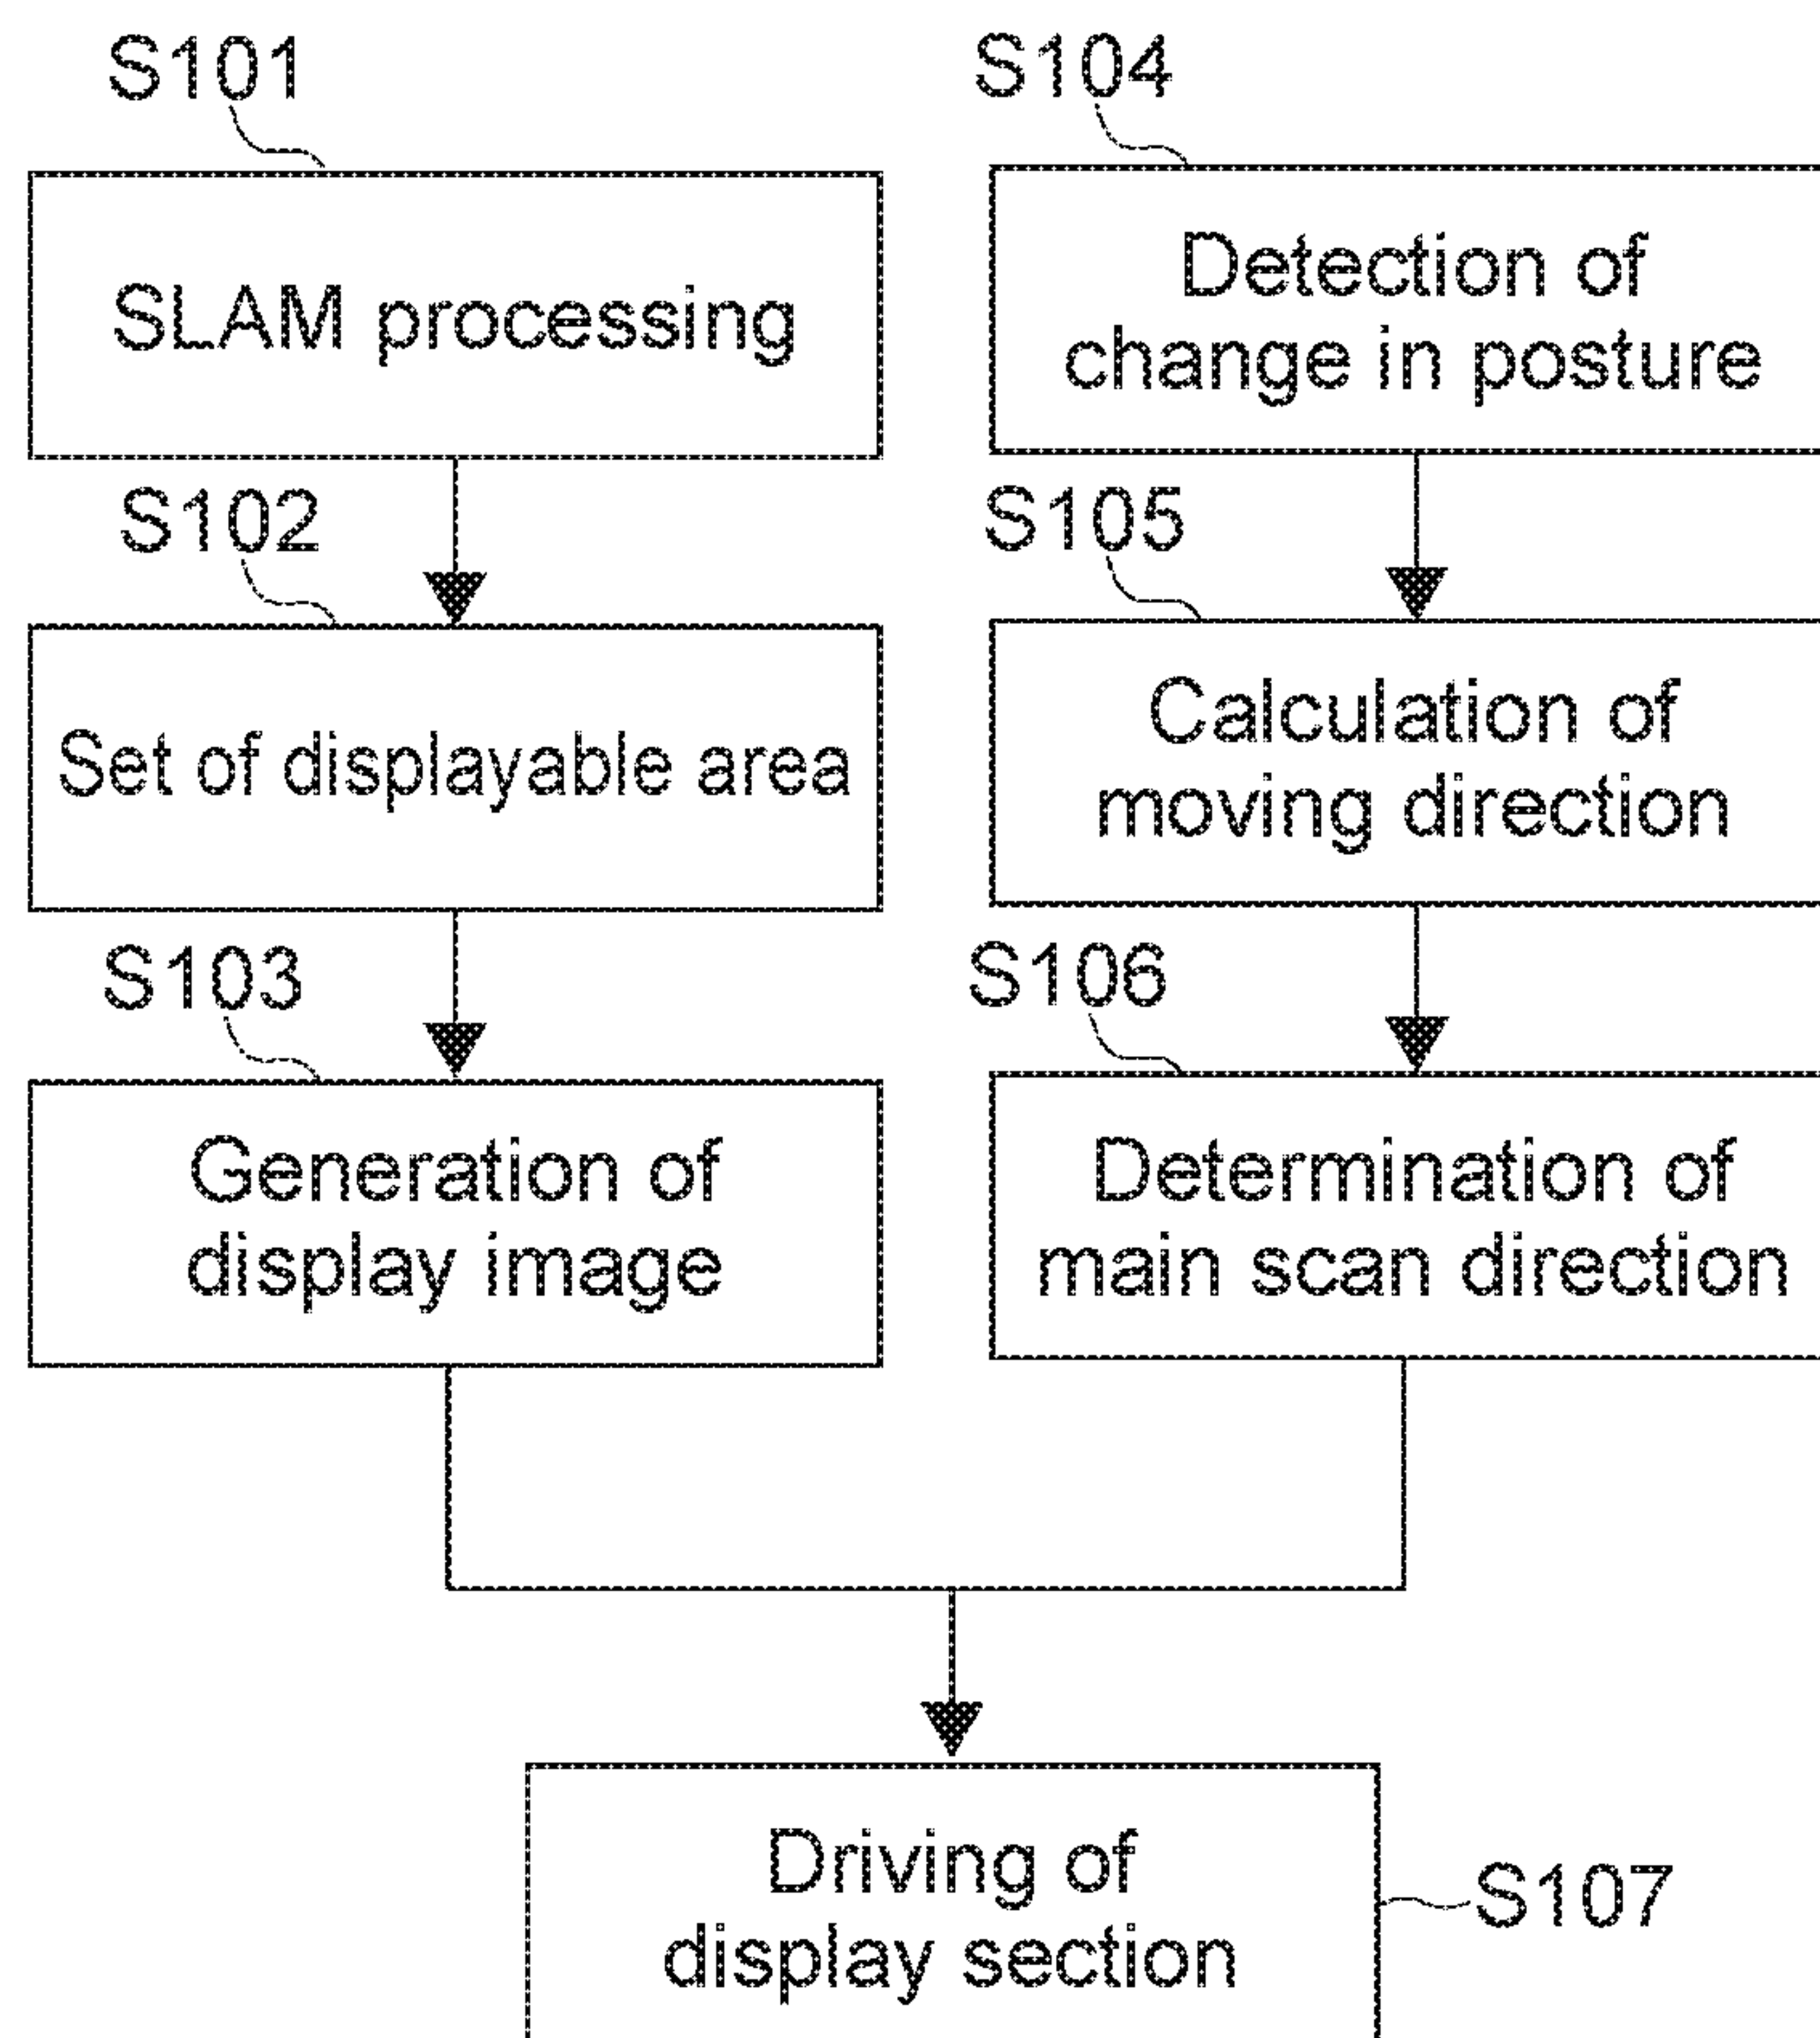 S101
SLAM processing
S102
Set of displayable area
S103
Generation of
display image
S104
Detection of
change in posture
S105
Calculation of
moving direction
S106
Determination of
main scan direction
Driving of
display section
S107